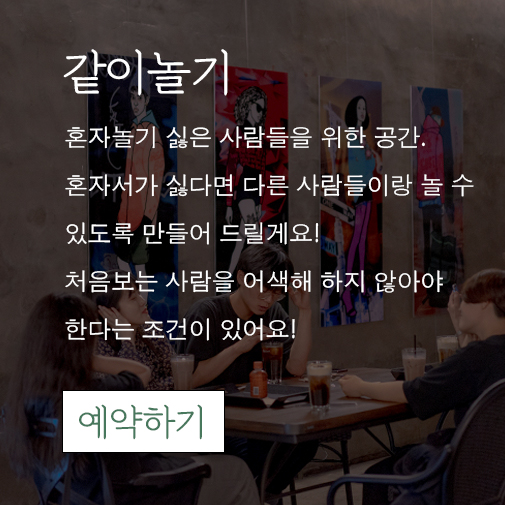 같이놀기
혼자놀기 싫은 사람들을 위한 공간.
혼자서가 싫다면 다른 사람들이랑 놀 수
있도록 만들어 드릴게요!
처음보는 사람을 어색해 하지 않아야
한다는 조건이 있어요!
예약하기